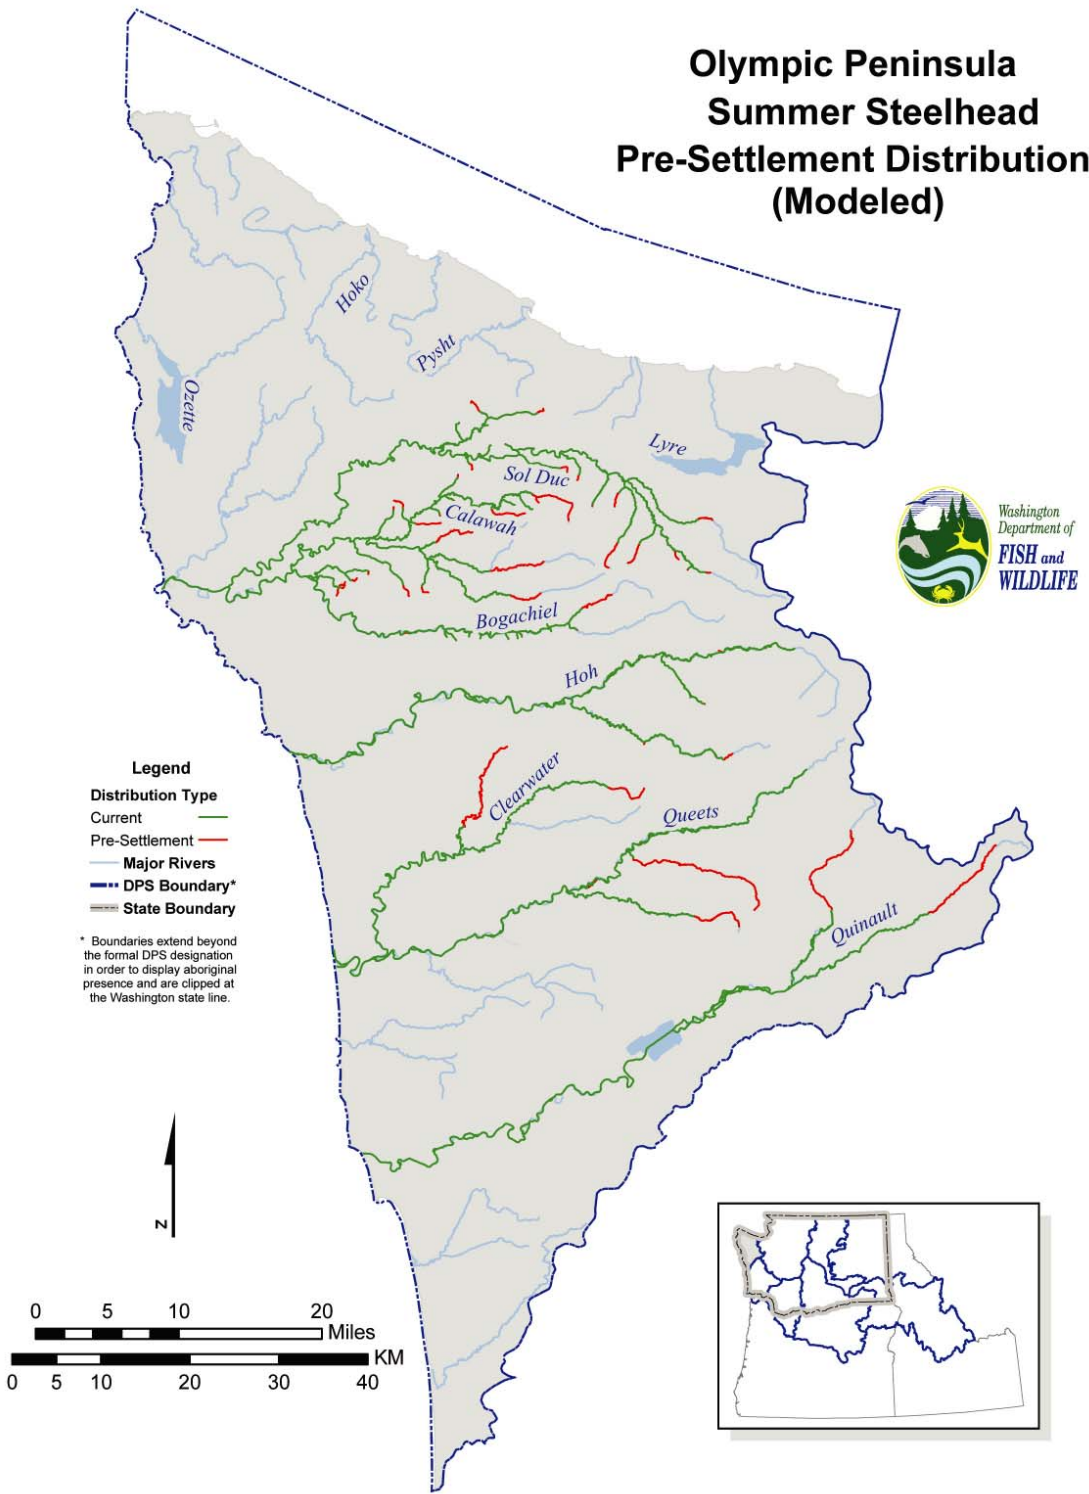 Olympic Peninsula
Summer Steelhead
Pre-Settlement Distribution
(Modeled)
Hoko
Pysht
Ozette
Lyre
Sol Duc
Calawah
Bogachiel
Hoh
Clearwater
Queets
Quinault
Washington
Department of
FISH and
WILDLIFE
Legend
Distribution Type
Current
Pre-Settlement
Major Rivers
DPS Boundary*
State Boundary
* Boundaries extend beyond
the formal DPS designation
in order to display aboriginal
presence and are clipped at
the Washington state line.
N
0 5 10 20
Miles
KM
0 5 10 20 30 40